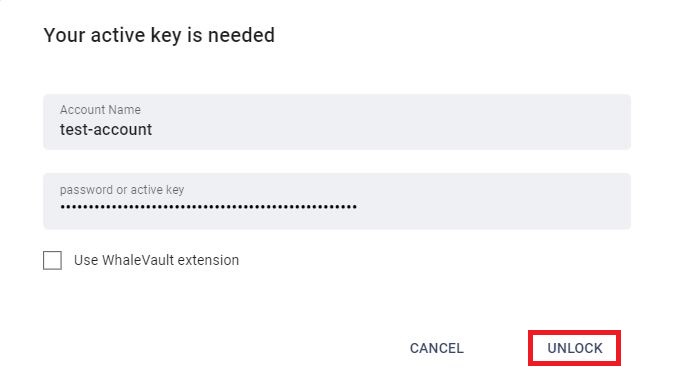 Your active key is needed
Account Name
test-account
password or active key
••••••••••••••••••••••••••••••••••••••••••••••••••••
Use WhaleVault extension
CANCEL UNLOCK